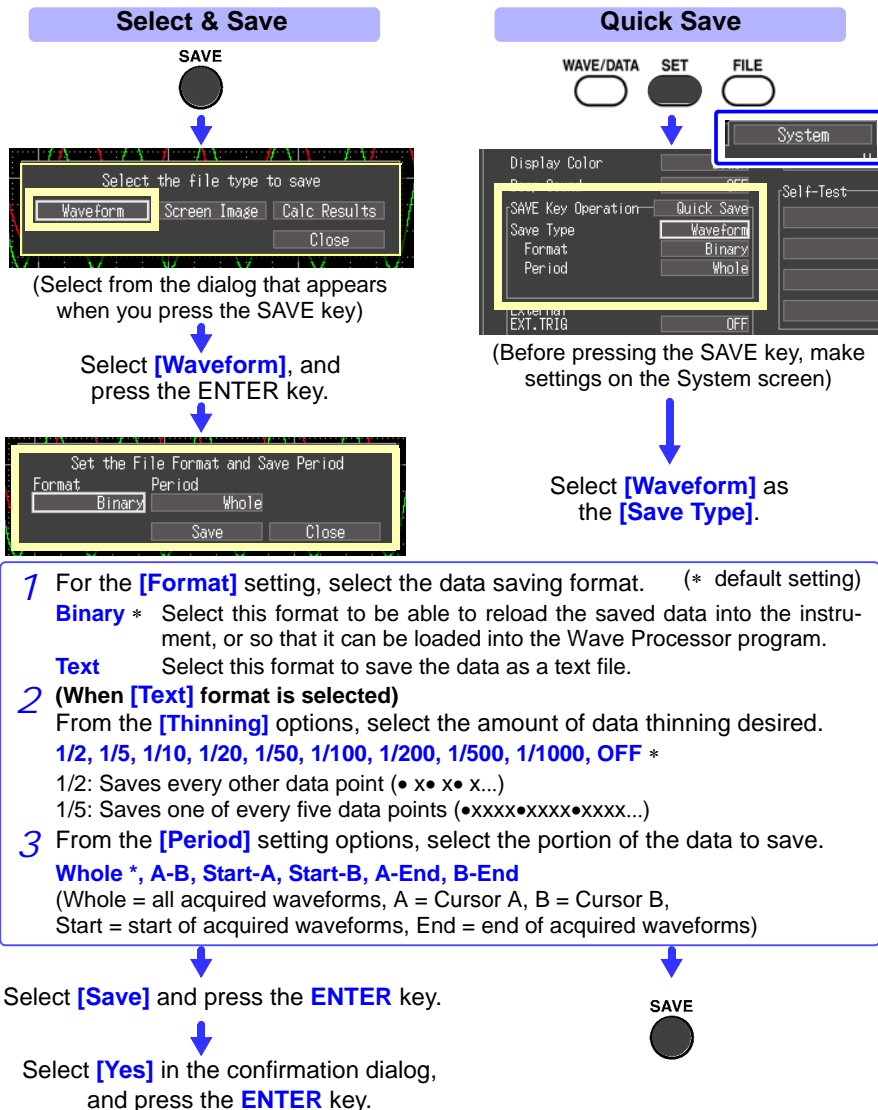 Select & Save
SAVE
Select the file type to save
Waveform Screen Image Calc Results
Close
(Select from the dialog that appears
when you press the SAVE key)
Select [Waveform], and
press the ENTER key.
Set the File Format and Save Period
Format Period
Binary Whole
Save Close
Quick Save
WAVE/DATA SET FILE
System
Display Color
OFF
Self-Test
SAVE Key Operation Quick Save
Save Type Waveform
Format Binary
Period Whole
External
EXT.TRIG OFF
(Before pressing the SAVE key, make
settings on the System screen)
Select [Waveform] as
the [Save Type].
1 For the [Format] setting, select the data saving format. (* default setting)
Binary * Select this format to be able to reload the saved data into the instru-
ment, or so that it can be loaded into the Wave Processor program.
Text Select this format to save the data as a text file.
2 (When [Text] format is selected)
From the [Thinning] options, select the amount of data thinning desired.
1/2, 1/5, 1/10, 1/20, 1/50, 1/100, 1/200, 1/500, 1/1000, OFF *
1/2: Saves every other data point (• x• x• x...)
1/5: Saves one of every five data points (•xxxx•xxxx•xxxx...)
3 From the [Period] setting options, select the portion of the data to save.
Whole *, A-B, Start-A, Start-B, A-End, B-End
(Whole = all acquired waveforms, A = Cursor A, B = Cursor B,
Start = start of acquired waveforms, End = end of acquired waveforms)
Select [Save] and press the ENTER key.
Select [Yes] in the confirmation dialog,
and press the ENTER key.
SAVE